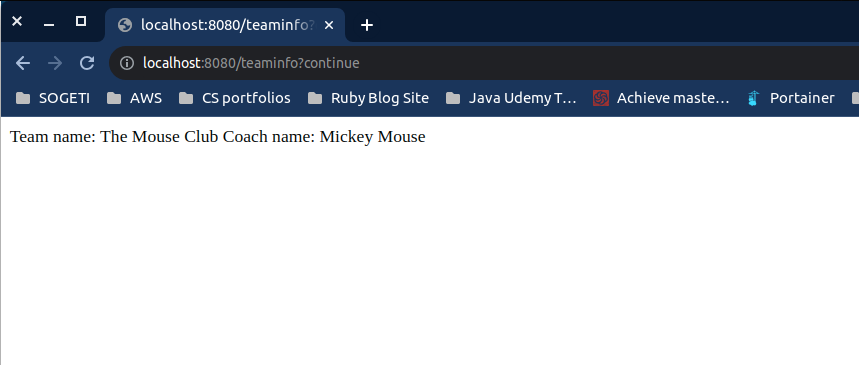 localhost:8080/teaminfo?
localhost:8080/teaminfo?continue
SOGETI AWS CS portfolios Ruby Blog Site Java Udemy T… Achieve maste… Portainer
Team name: The Mouse Club Coach name: Mickey Mouse